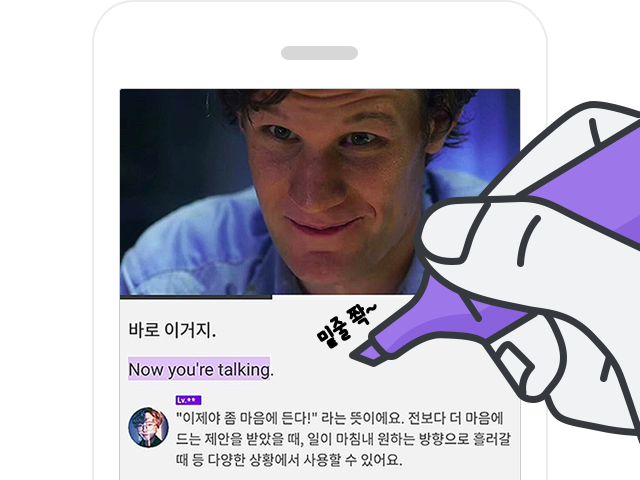 밑줄 쫙~
바로 이거지.
Now you're talking.
Lv.**
"이제야 좀 마음에 든다!" 라는 뜻이에요. 전보다 더 마음에
드는 제안을 받았을 때, 일이 마침내 원하는 방향으로 흘러갈
때 등 다양한 상황에서 사용할 수 있어요.